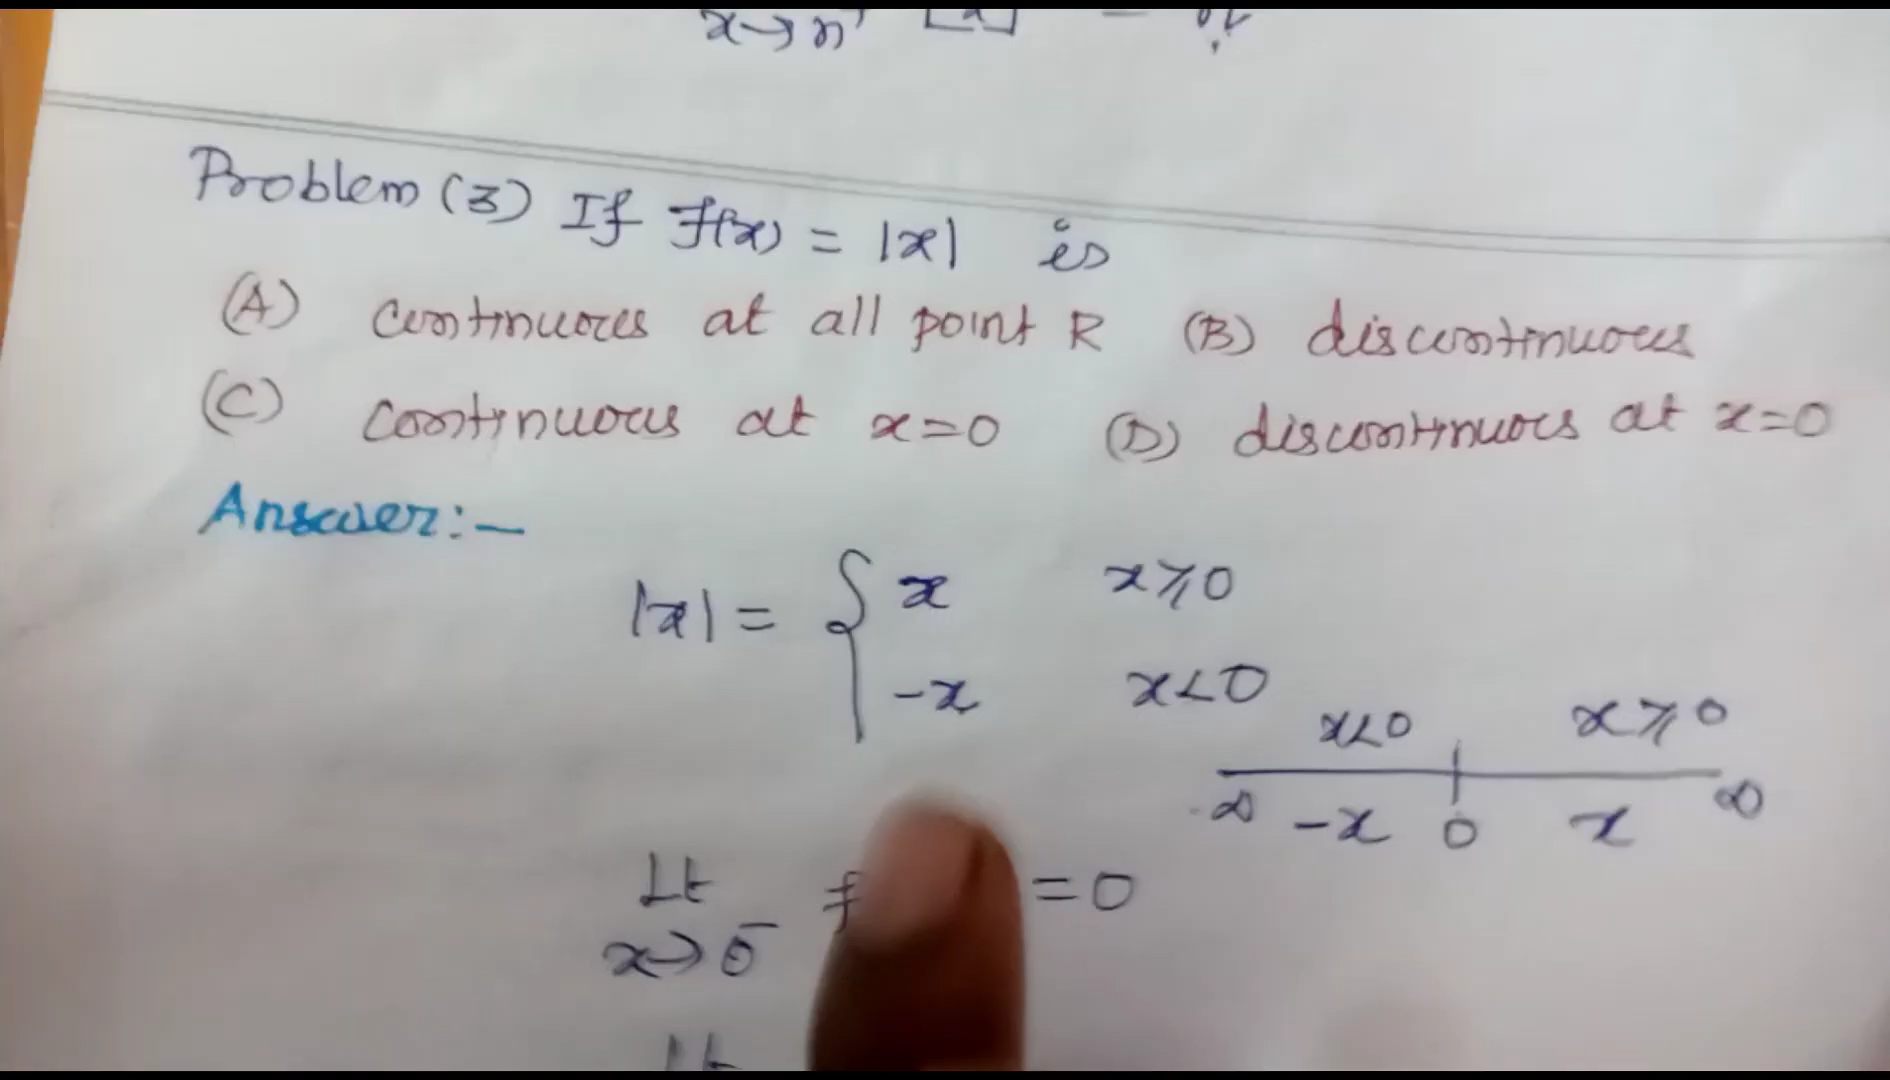 x→n
Problem (3) If f(x) = |x| is
(A) continuous at all point R (B) discontinuous
(C) continuous at x=0 (D) discontinuous at x=0
Answer:-
|x| = { x x≥0
-x x<0
x<0 x≥0
-∞ -x 0 x ∞
Lt f =0
x→0⁻
Lt